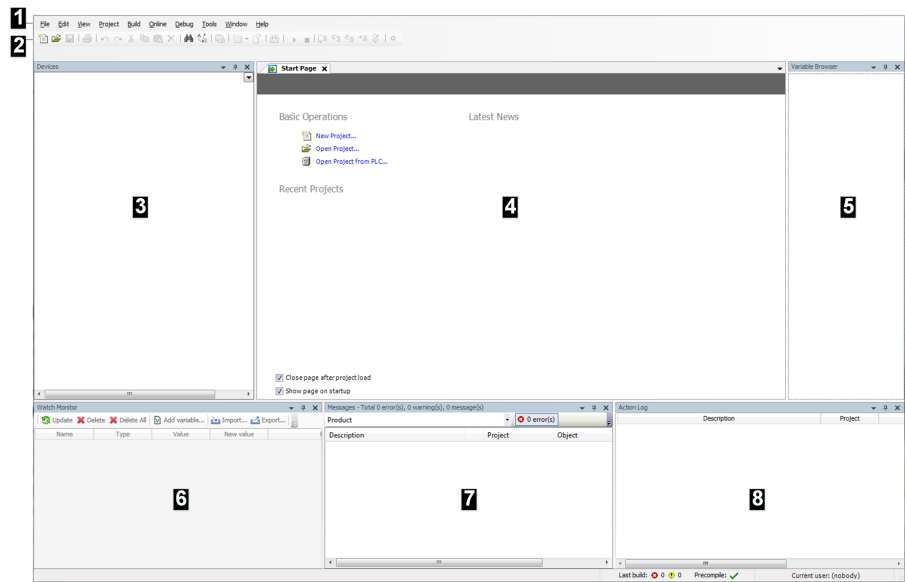 1
File Edit View Project Build Online Debug Tools Window Help
2
Devices
Start Page
Variable Browser
Basic Operations
Latest News
New Project...
Open Project...
Open Project from PLC...
Recent Projects
3
4
5
Close page after project load
Show page on startup
Watch Monitor
Messages - Total 0 error(s), 0 warning(s), 0 message(s)
Action Log
Update Delete Delete All Add variable... Import... Export...
Product
0 error(s)
Description Project
Name Type Value New value
Description Project Object
6
7
8
Last build: 0 0 Precompile: Current user: (nobody)